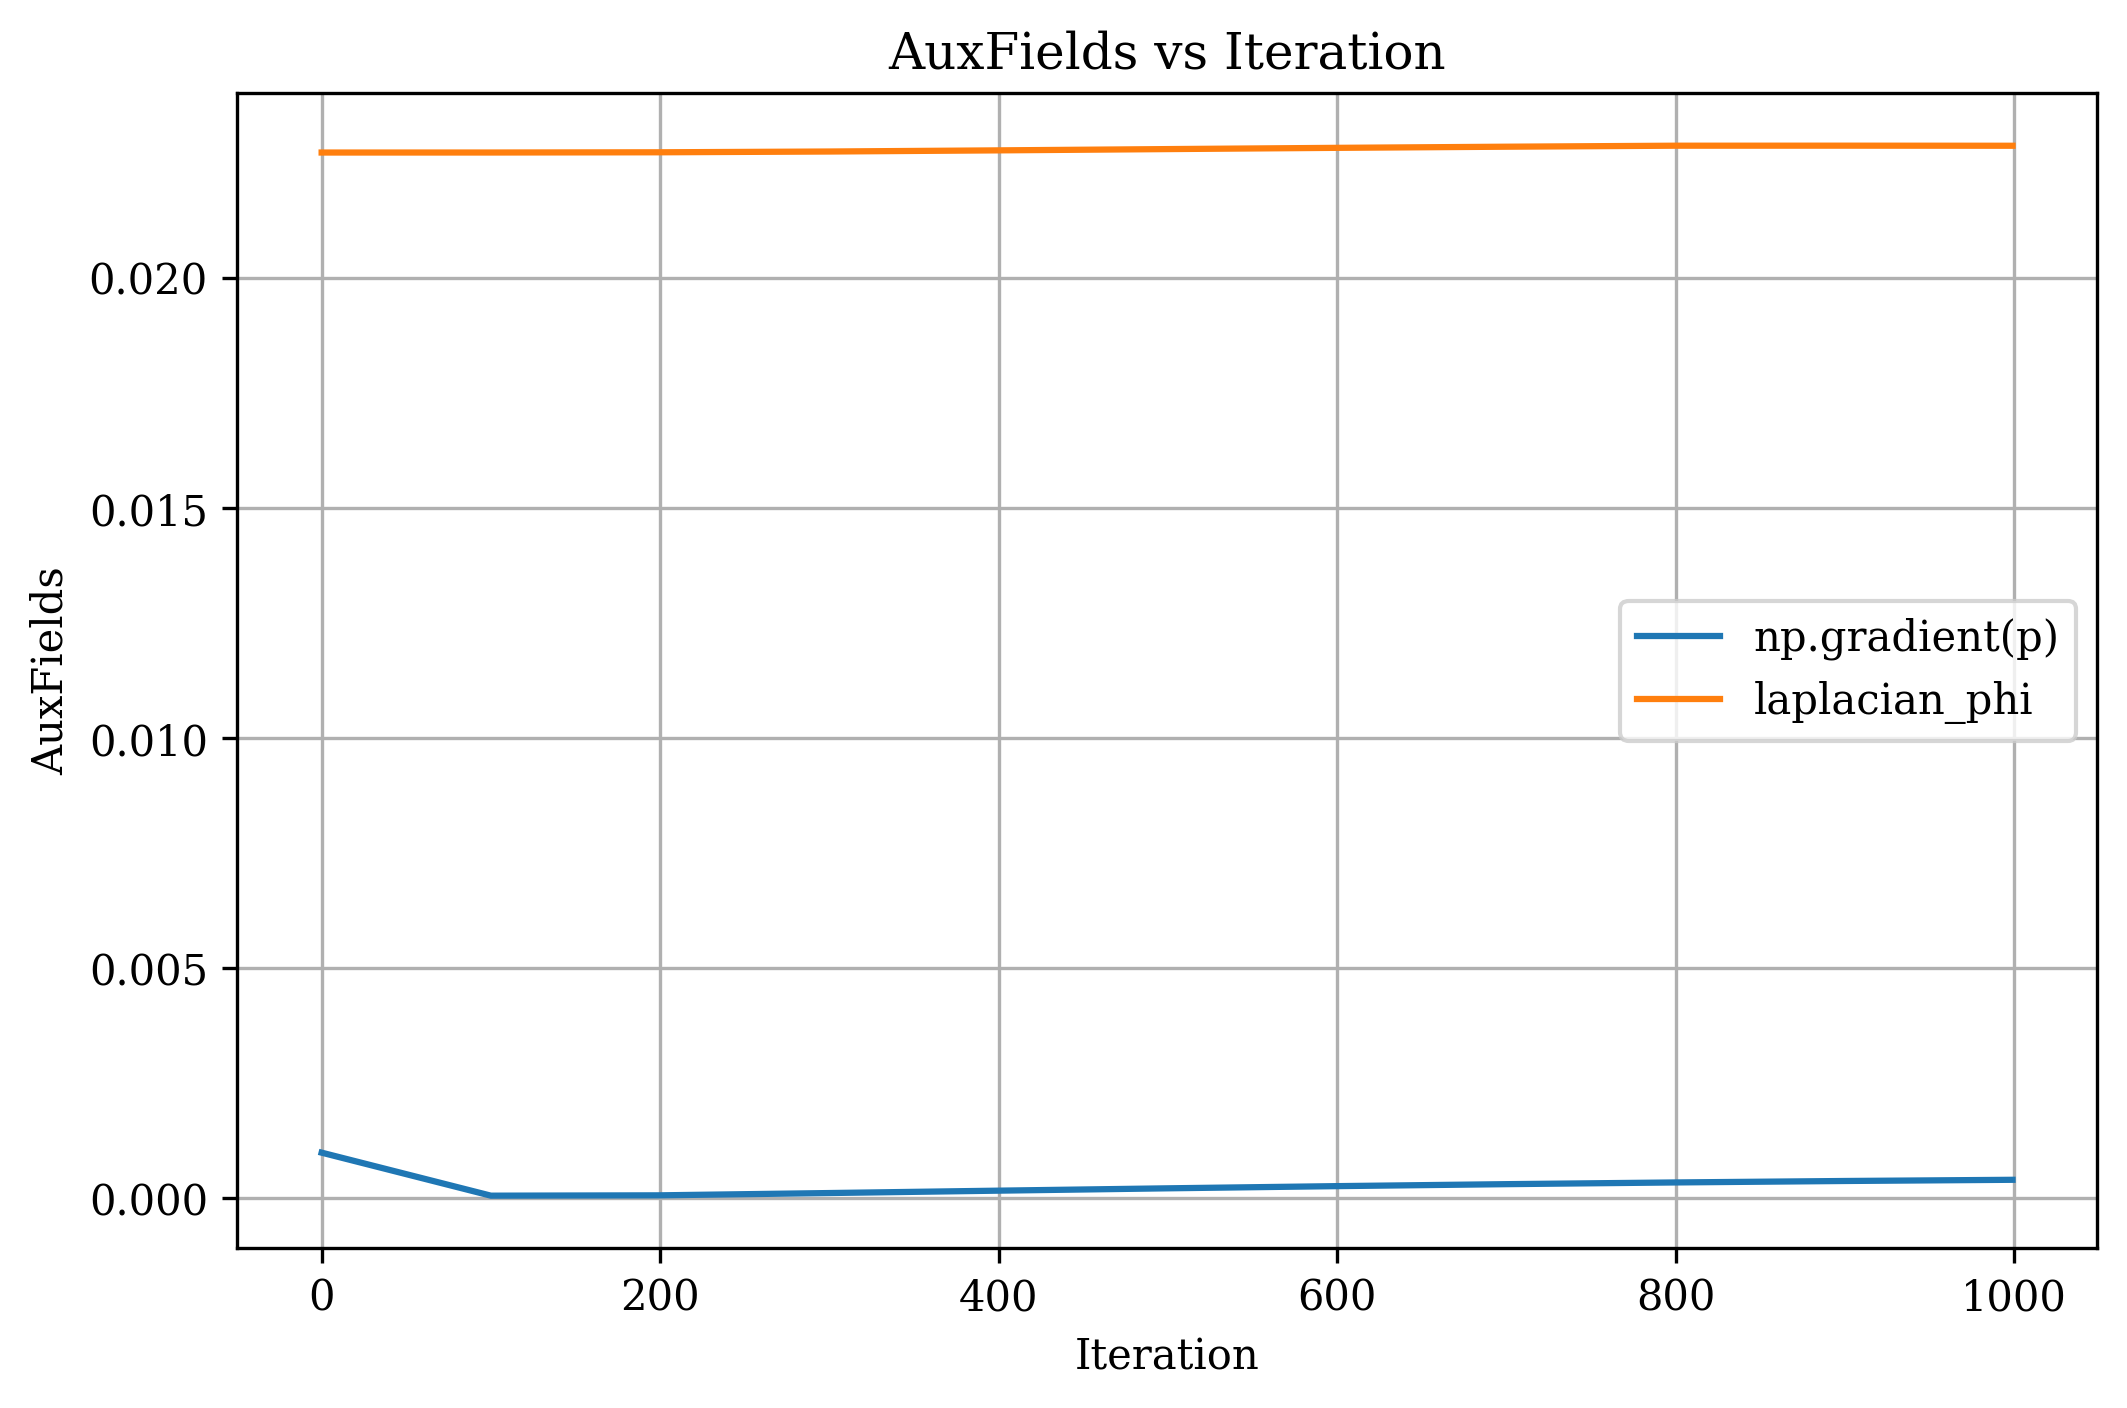 AuxFields vs Iteration
AuxFields
0.020
0.015
0.010
0.005
0.000
np.gradient(p)
laplacian_phi
0 200 400 600 800 1000
Iteration